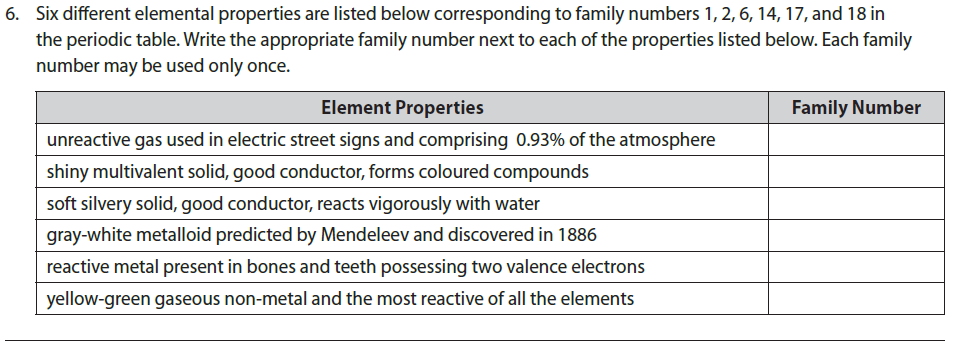 6. Six different elemental properties are listed below corresponding to family numbers 1, 2, 6, 14, 17, and 18 in
the periodic table. Write the appropriate family number next to each of the properties listed below. Each family
number may be used only once.
Element Properties Family Number
unreactive gas used in electric street signs and comprising 0.93% of the atmosphere
shiny multivalent solid, good conductor, forms coloured compounds
soft silvery solid, good conductor, reacts vigorously with water
gray-white metalloid predicted by Mendeleev and discovered in 1886
reactive metal present in bones and teeth possessing two valence electrons
yellow-green gaseous non-metal and the most reactive of all the elements